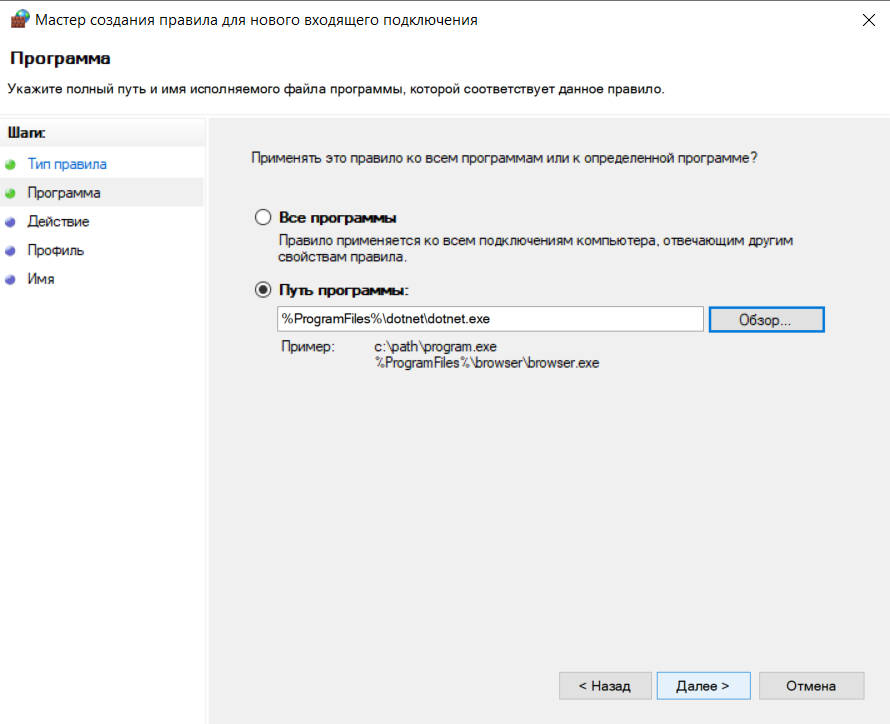 Мастер создания правила для нового входящего подключения
Программа
Укажите полный путь и имя исполняемого файла программы, которой соответствует данное правило.
Шаги:
Тип правила
Программа
Действие
Профиль
Имя
Применять это правило ко всем программам или к определенной программе?
Все программы
Правило применяется ко всем подключениям компьютера, отвечающим другим
свойствам правила.
Путь программы:
%ProgramFiles%\dotnet\dotnet.exe
Обзор...
Пример: c:\path\program.exe
%ProgramFiles%\browser\browser.exe
< Назад Далее > Отмена